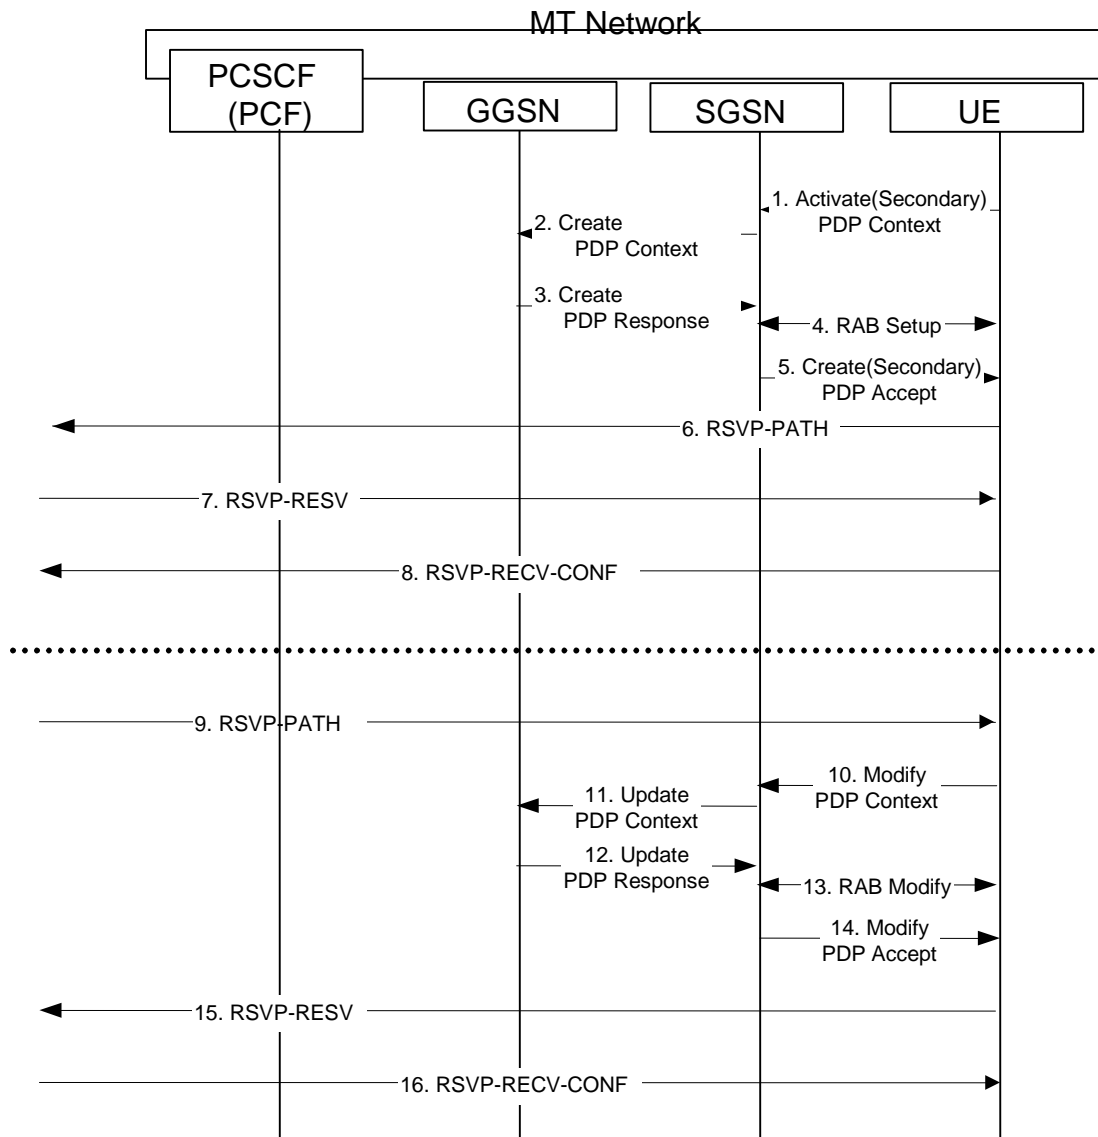 MT Network
PCSCF
(PCF)
GGSN
SGSN
UE
1. Activate(Secondary)
PDP Context
2. Create
PDP Context
3. Create
PDP Response
4. RAB Setup
5. Create(Secondary)
PDP Accept
6. RSVP-PATH
7. RSVP-RESV
8. RSVP-RECV-CONF
9. RSVP-PATH
10. Modify
PDP Context
11. Update
PDP Context
12. Update
PDP Response
13. RAB Modify
14. Modify
PDP Accept
15. RSVP-RESV
16. RSVP-RECV-CONF